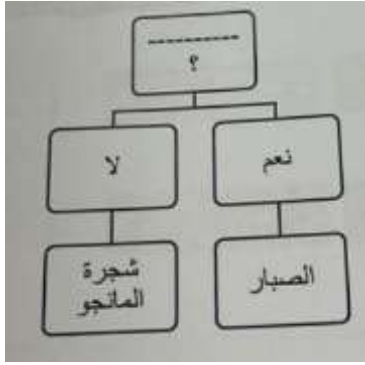 ----------
؟
نعم
لا
الصبار
شجرة
المانجو